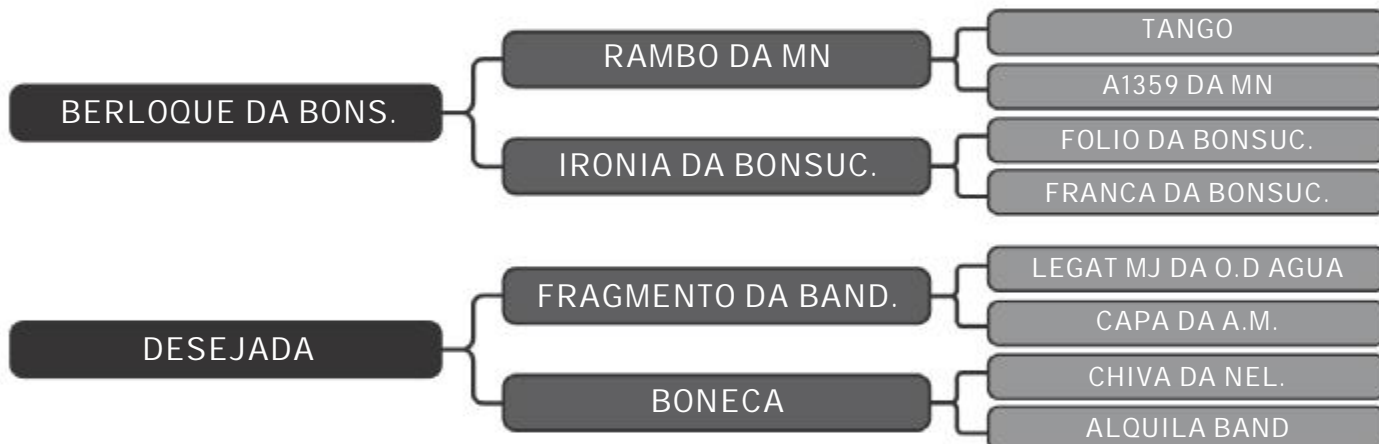 TANGO
RAMBO DA MN
A1359 DA MN
BERLOQUE DA BONS.
FOLIO DA BONSUC.
IRONIA DA BONSUC.
FRANCA DA BONSUC.
LEGAT MJ DA O.D AGUA
FRAGMENTO DA BAND.
CAPA DA A.M.
DESEJADA
CHIVA DA NEL.
BONECA
ALQUILA BAND